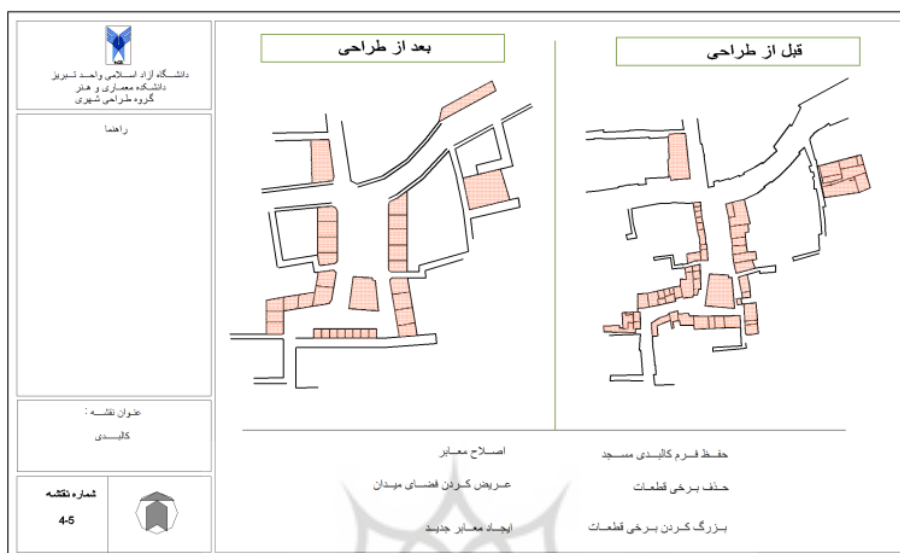 قبل از طراحی
بعد از طراحی
دانشگاه آزاد اسلامی واحد تبریز
دانشکده معماری و هنر
گروه طراحی شهری
راهنما
عنوان نقشه :
کالبدی
شماره نقشه
4-5
حفظ فرم کالبدی مسجد
حذف برخی قطعات
بزرگ کردن برخی قطعات
اصلاح معابر
عریض کردن فضای میدان
ایجاد معابر جدید